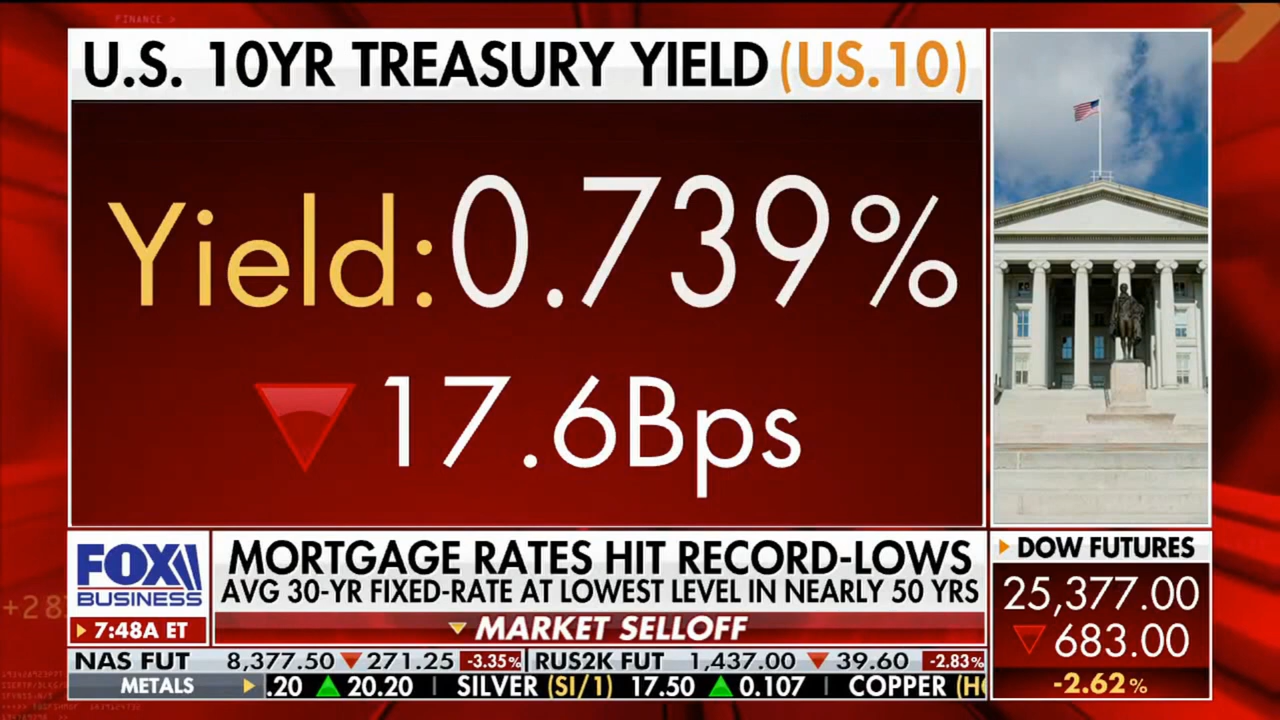 FINANCE >
U.S. 10YR TREASURY YIELD (US.10)
Yield: 0.739%
▼ 17.6Bps
FOX
BUSINESS
7:48A ET
MORTGAGE RATES HIT RECORD-LOWS
AVG 30-YR FIXED-RATE AT LOWEST LEVEL IN NEARLY 50 YRS
MARKET SELLOFF
DOW FUTURES
25,377.00
▼ 683.00
-2.62%
NAS FUT 8,377.50 ▼ 271.25 -3.35% RUS2K FUT 1,437.00 ▼ 39.60 -2.83%
METALS .20 ▲ 20.20 | SILVER (SI/1) 17.50 ▲ 0.107 | COPPER (H